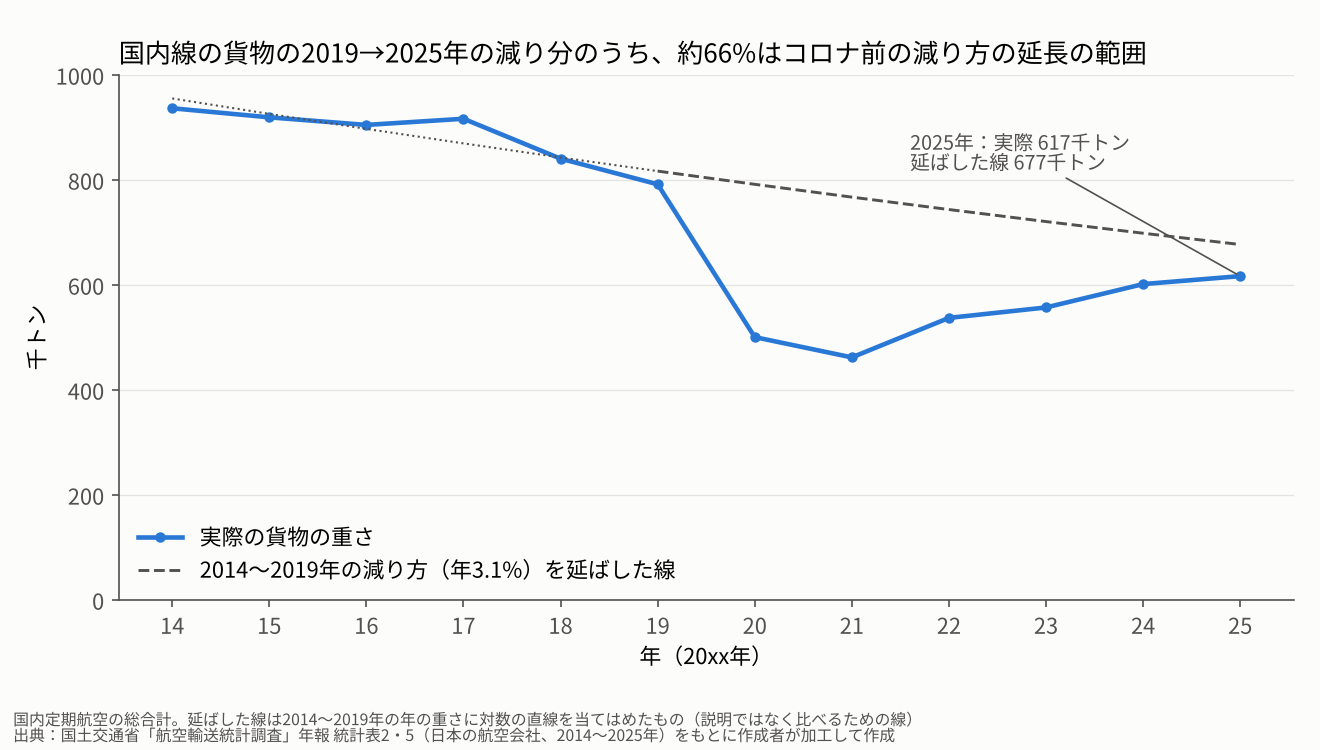 国内線の貨物の2019→2025年の減り分のうち、約66%はコロナ前の減り方の延長の範囲
1000
800
600
400
200
0
千トン
2025年：実際 617千トン
延ばした線 677千トン
実際の貨物の重さ
2014～2019年の減り方（年3.1%）を延ばした線
14 15 16 17 18 19 20 21 22 23 24 25
年（20xx年）
国内定期航空の総合計。延ばした線は2014～2019年の年の重さに対数の直線を当てはめたもの（説明ではなく比べるための線）
出典：国土交通省「航空輸送統計調査」年報 統計表2・5（日本の航空会社、2014～2025年）をもとに作成者が加工して作成